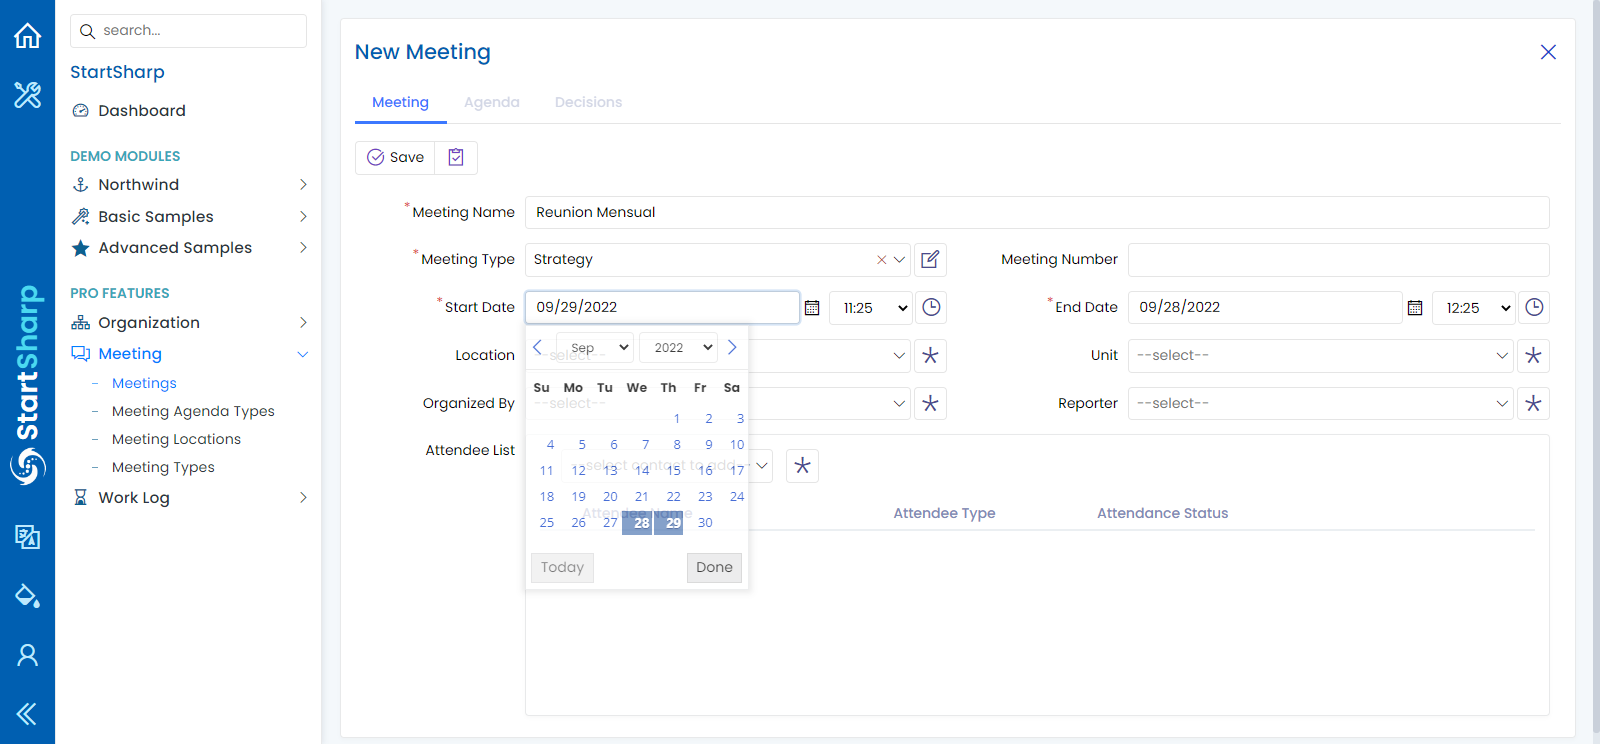 search...
StartSharp
Dashboard
DEMO MODULES
Northwind
Basic Samples
Advanced Samples
PRO FEATURES
Organization
Meeting
- Meetings
- Meeting Agenda Types
- Meeting Locations
- Meeting Types
Work Log
StartSharp
New Meeting
Meeting Agenda Decisions
Save
*Meeting Name Reunion Mensual
*Meeting Type Strategy Meeting Number
*Start Date 09/29/2022 11:25 *End Date 09/28/2022 12:25
Location --select-- Unit --select--
Sep 2022
Su Mo Tu We Th Fr Sa
Organized By --select-- Reporter --select--
1 2 3
4 5 6 7 8 9 10
Attendee List
11 12 13 14 15 16 17
select contact to add--
18 19 20 21 22 23 24
Attendee Name Attendee Type Attendance Status
25 26 27 28 29 30
Today Done